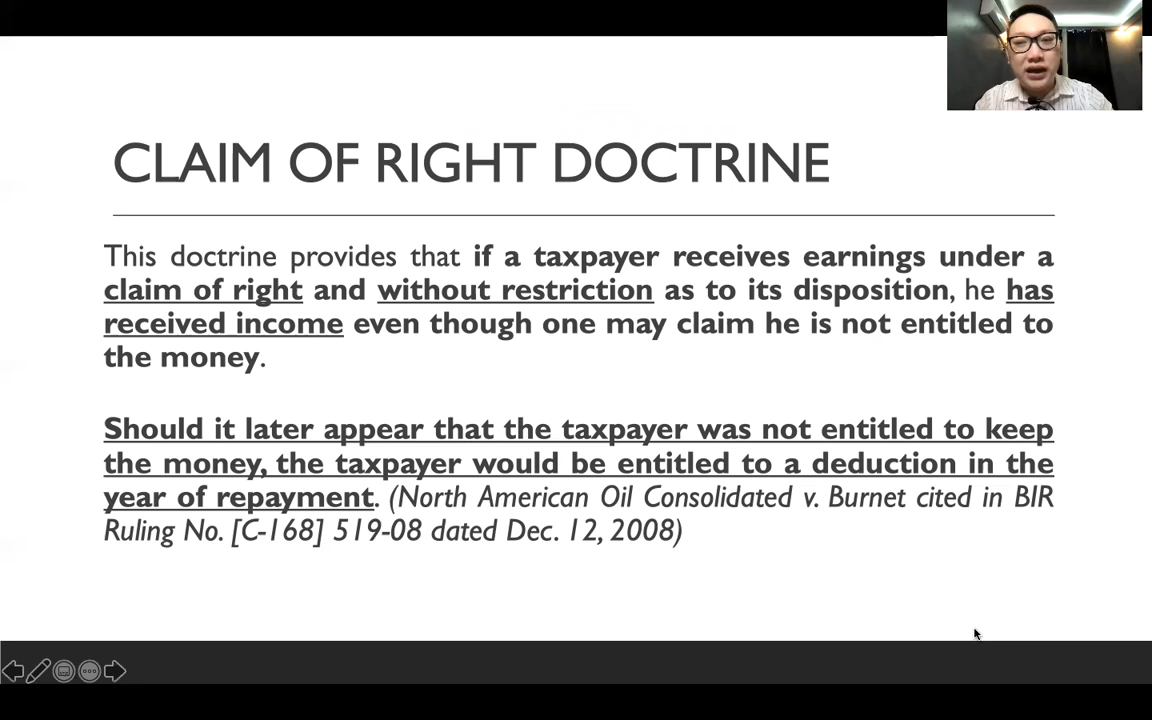 CLAIM OF RIGHT DOCTRINE
This doctrine provides that if a taxpayer receives earnings under a
claim of right and without restriction as to its disposition, he has
received income even though one may claim he is not entitled to
the money.
Should it later appear that the taxpayer was not entitled to keep
the money, the taxpayer would be entitled to a deduction in the
year of repayment. (North American Oil Consolidated v. Burnet cited in BIR
Ruling No. [C-168] 519-08 dated Dec. 12, 2008)